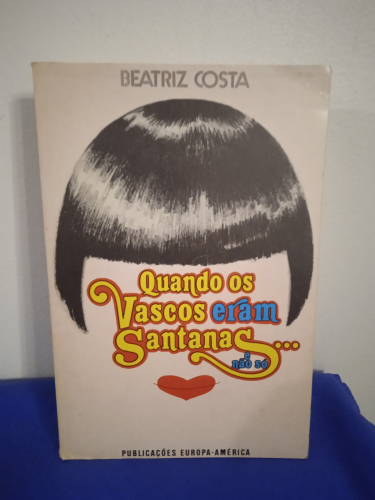 BEATRIZ COSTA
Quando os
Vascos eram
Santanas...
e
não só
PUBLICAÇÕES EUROPA-AMÉRICA